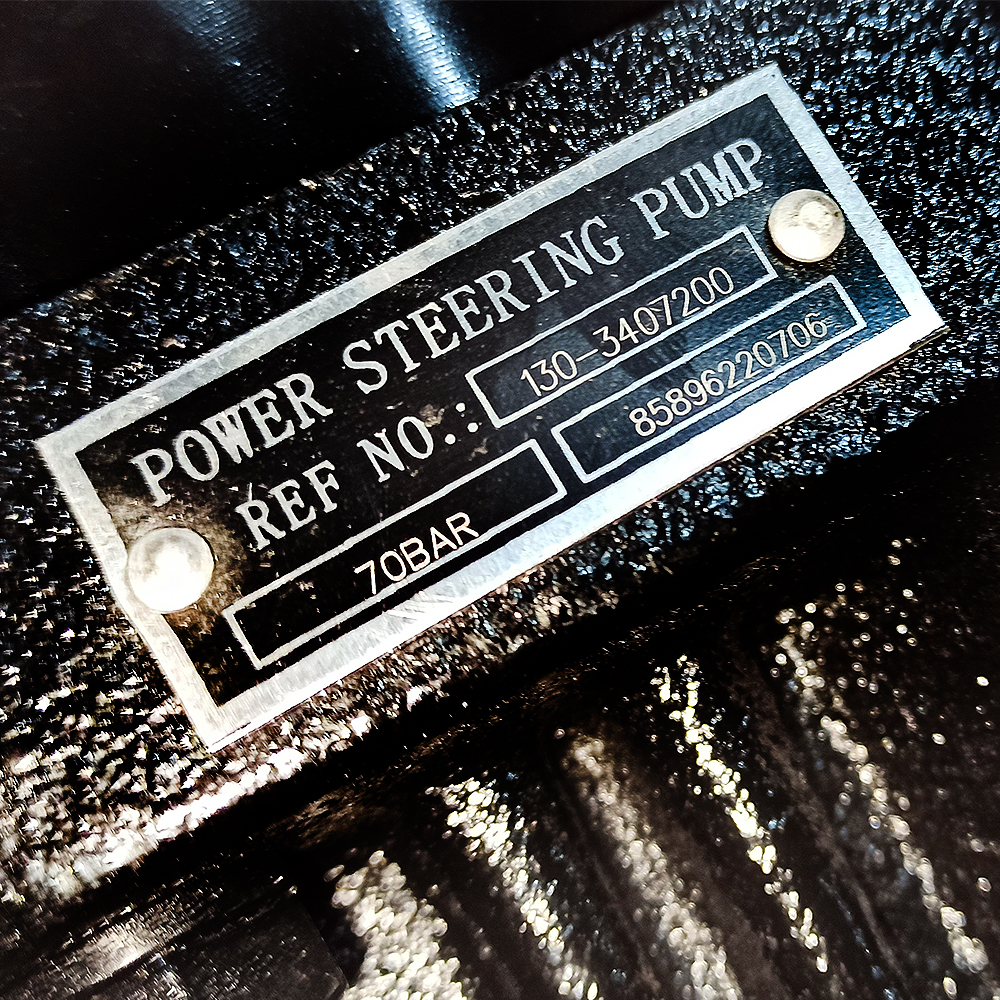 POWER STEERING PUMP
REF NO.: 130-3407200
70BAR 85896220706